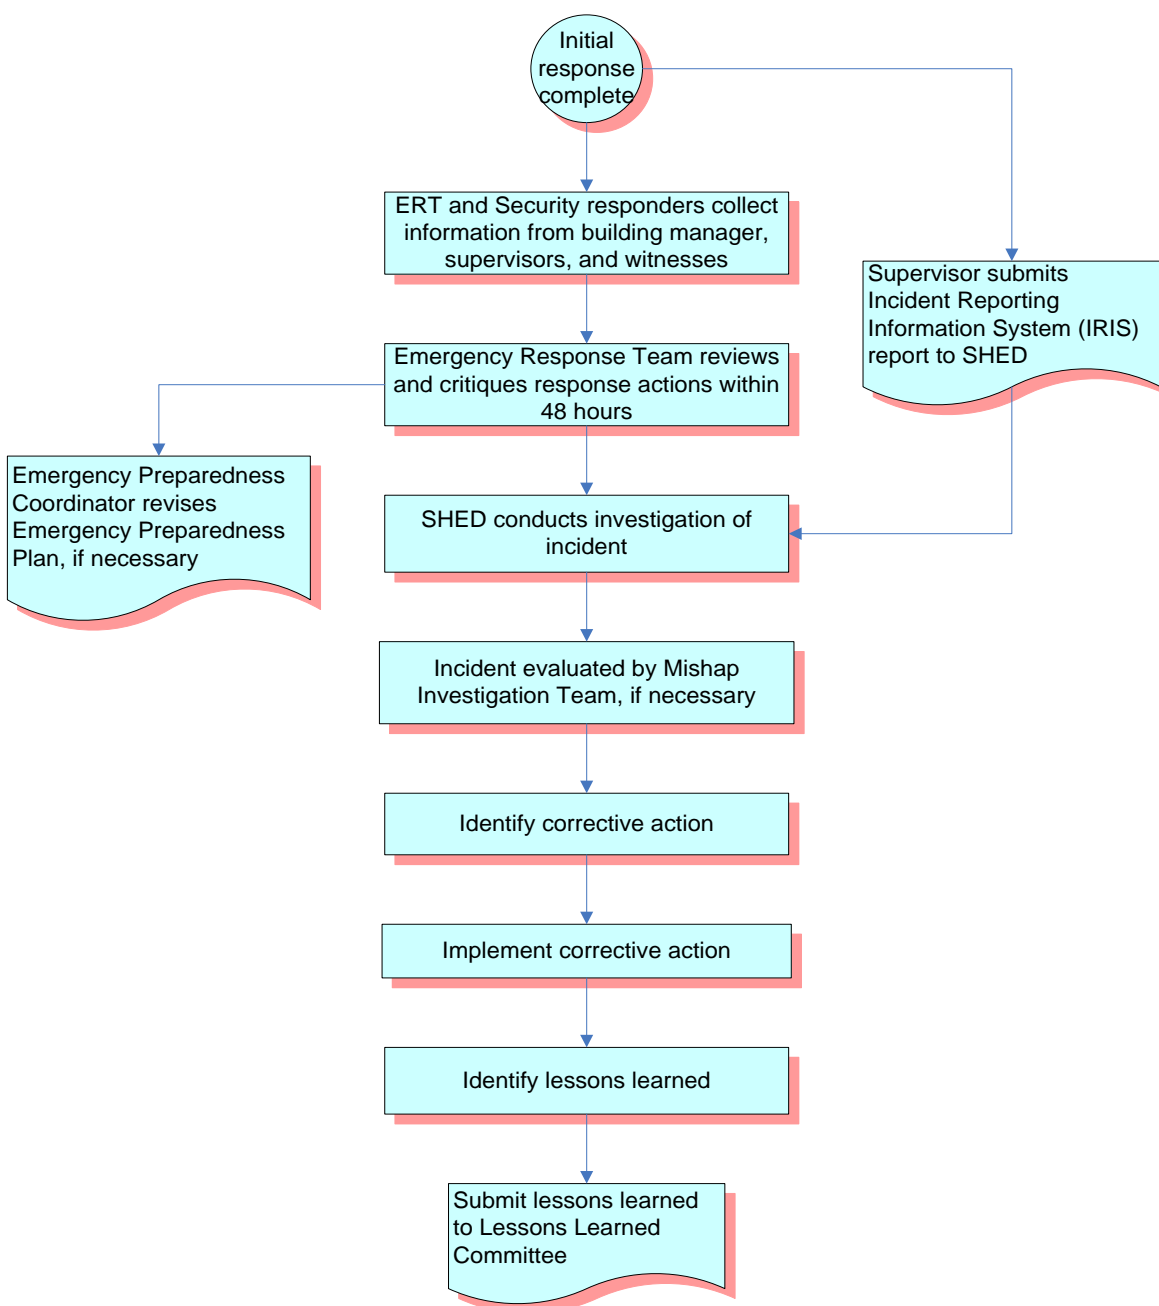 Initial
response
complete
ERT and Security responders collect
information from building manager,
supervisors, and witnesses
Supervisor submits
Incident Reporting
Information System (IRIS)
report to SHED
Emergency Response Team reviews
and critiques response actions within
48 hours
Emergency Preparedness
Coordinator revises
Emergency Preparedness
Plan, if necessary
SHED conducts investigation of
incident
Incident evaluated by Mishap
Investigation Team, if necessary
Identify corrective action
Implement corrective action
Identify lessons learned
Submit lessons learned
to Lessons Learned
Committee